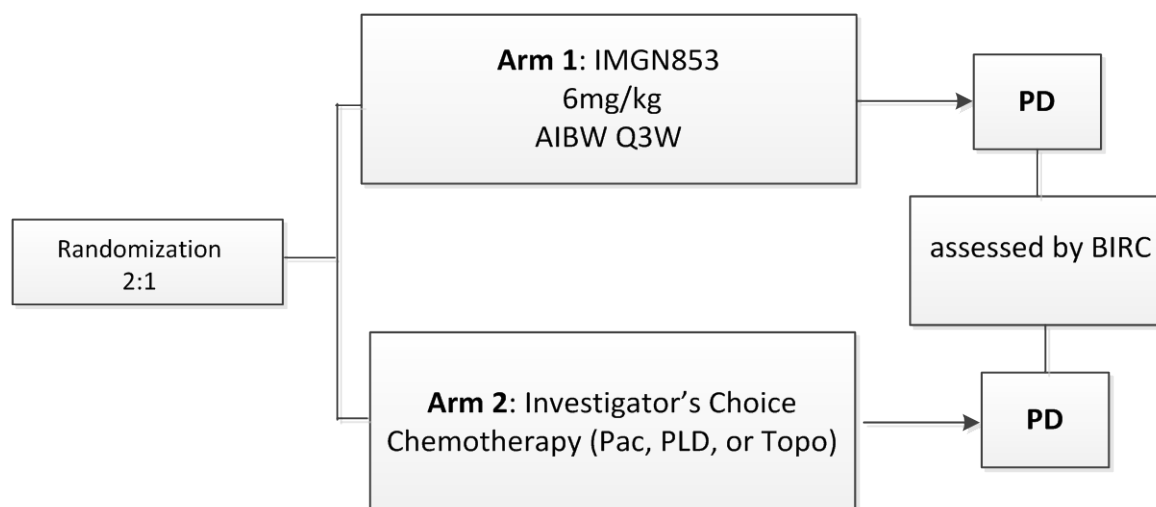 Arm 1: IMGN853
6mg/kg
AIBW Q3W
PD
Randomization
2:1
assessed by BIRC
Arm 2: Investigator’s Choice
Chemotherapy (Pac, PLD, or Topo)
PD